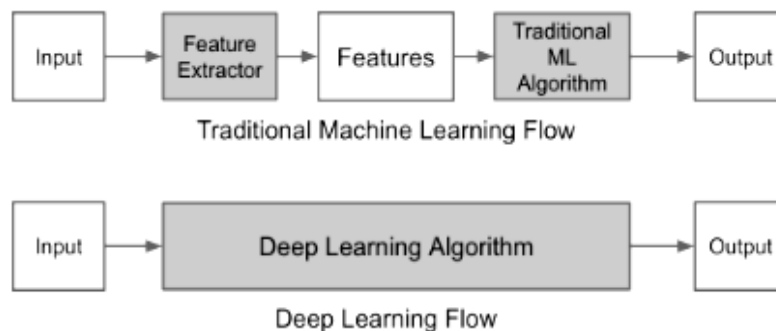 Input
Feature
Extractor
Features
Traditional
ML
Algorithm
Output
Traditional Machine Learning Flow
Input
Deep Learning Algorithm
Output
Deep Learning Flow